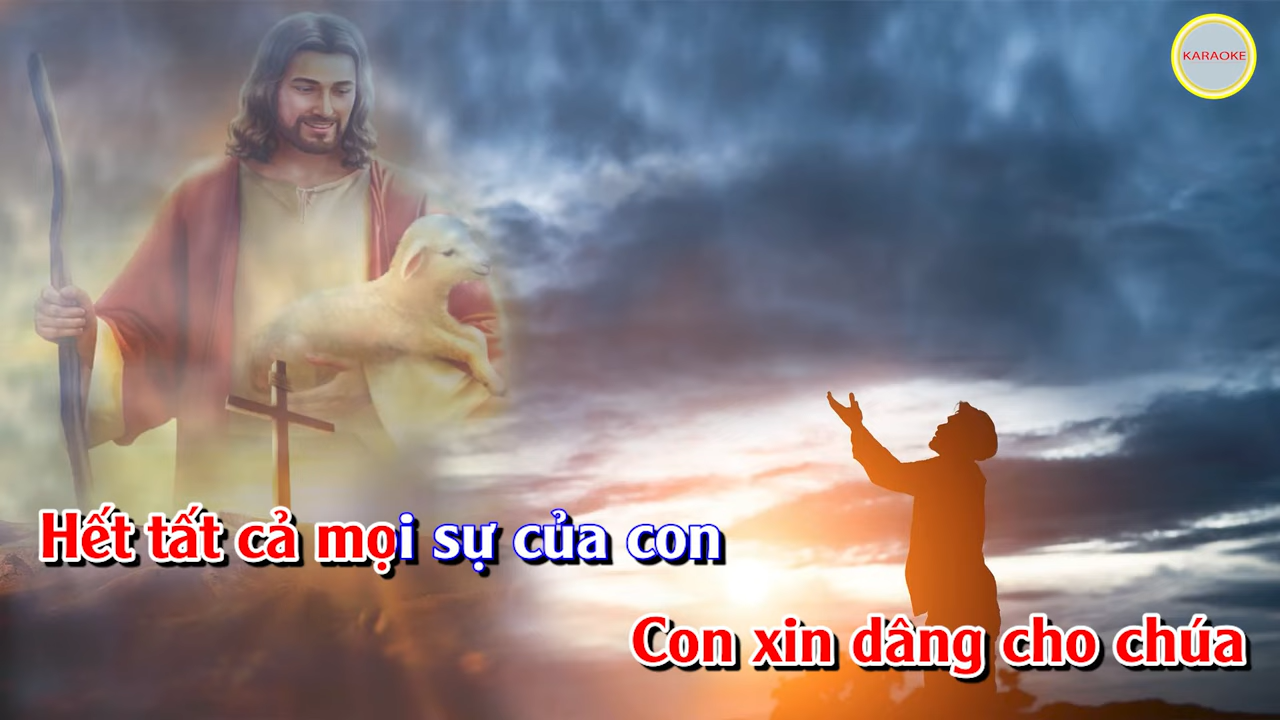 KARAOKE
Hết tất cả mọi sự của con
Con xin dâng cho chúa